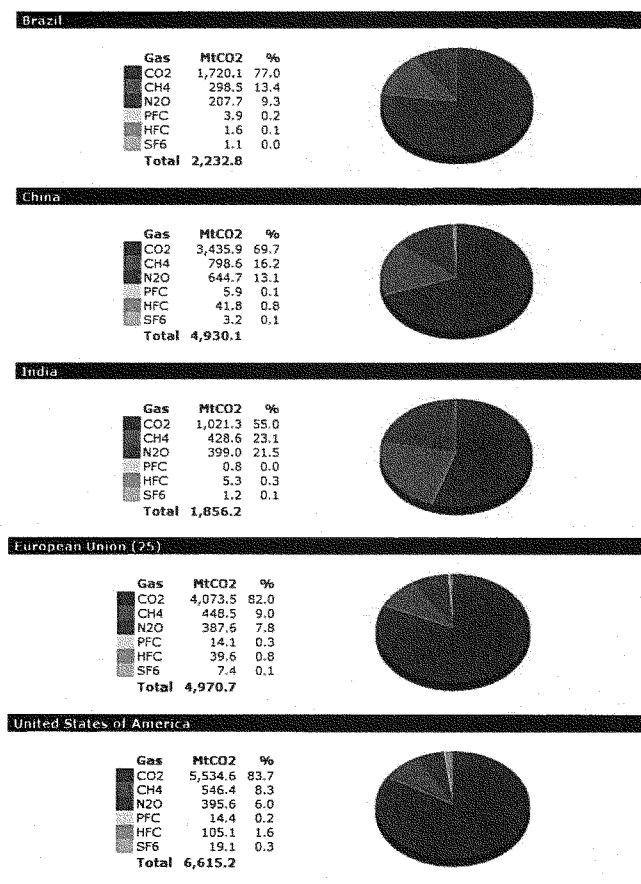 Brazil
Gas MtCO2 %
CO2 1,720.1 77.0
CH4 298.5 13.4
N2O 207.7 9.3
PFC 3.9 0.2
HFC 1.6 0.1
SF6 1.1 0.0
Total 2,232.8
China
Gas MtCO2 %
CO2 3,435.9 69.7
CH4 798.6 16.2
N2O 644.7 13.1
PFC 5.9 0.1
HFC 41.8 0.8
SF6 3.2 0.1
Total 4,930.1
India
Gas MtCO2 %
CO2 1,021.3 55.0
CH4 428.6 23.1
N2O 399.0 21.5
PFC 0.8 0.0
HFC 5.3 0.3
SF6 1.2 0.1
Total 1,856.2
European Union (25)
Gas MtCO2 %
CO2 4,073.5 82.0
CH4 448.5 9.0
N2O 387.6 7.8
PFC 14.1 0.3
HFC 39.6 0.8
SF6 7.4 0.1
Total 4,970.7
United States of America
Gas MtCO2 %
CO2 5,534.6 83.7
CH4 546.4 8.3
N2O 395.6 6.0
PFC 14.4 0.2
HFC 105.1 1.6
SF6 19.1 0.3
Total 6,615.2